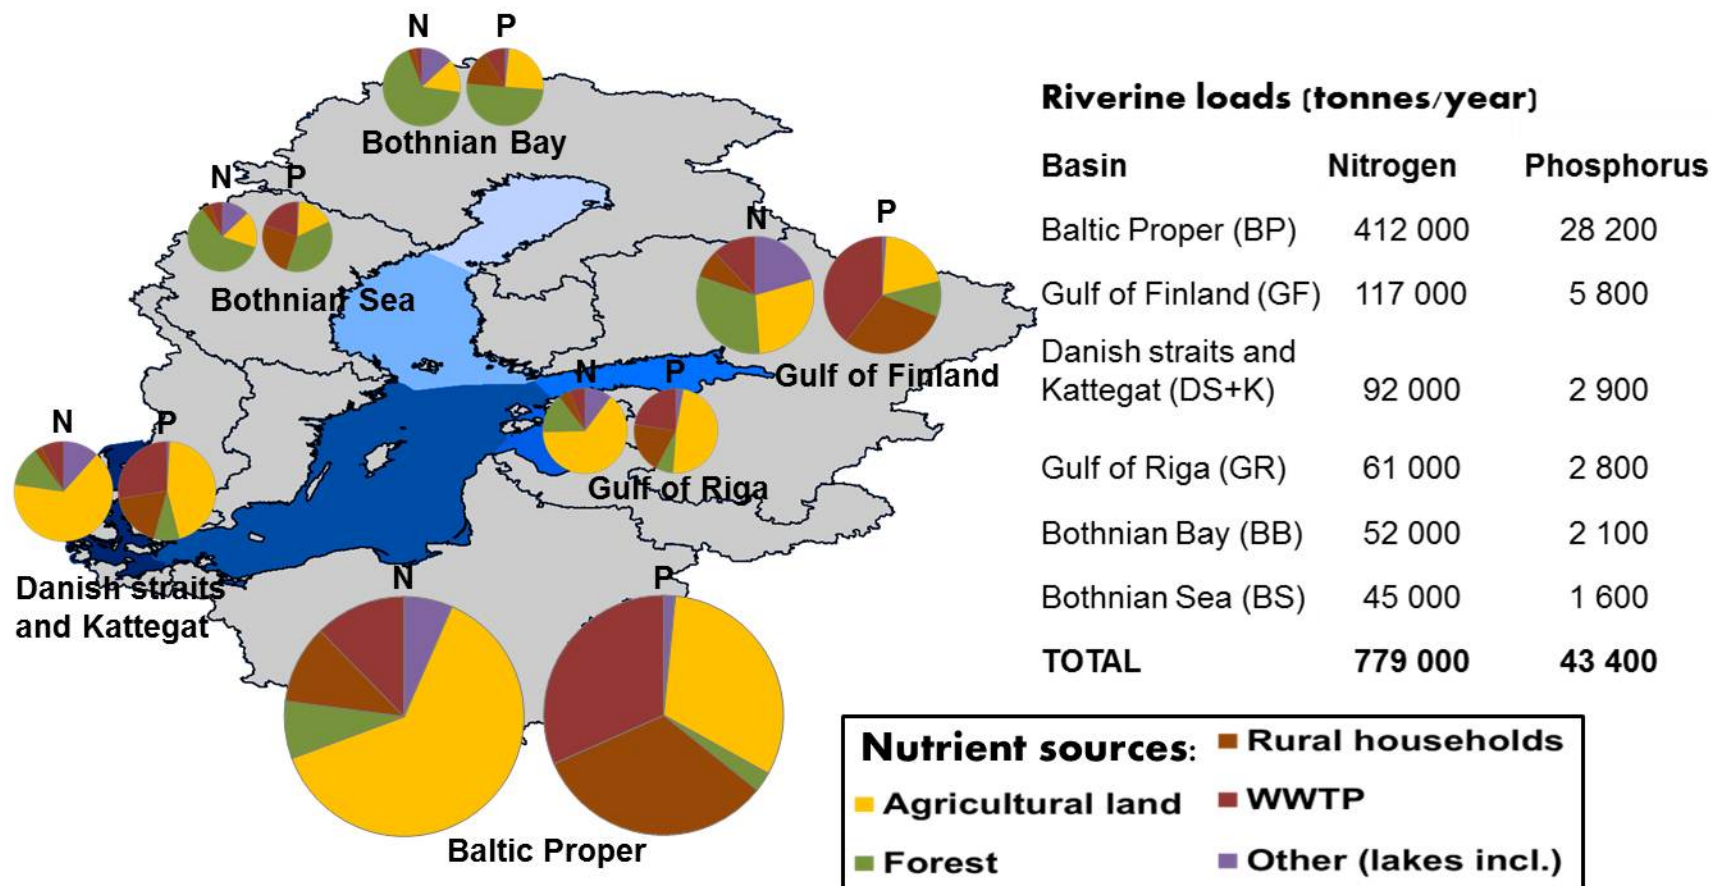 N P
Bothnian Bay
N P
Bothnian Sea
N P
Gulf of Finland
N P
Gulf of Riga
N P
Danish straits
and Kattegat
N P
Baltic Proper
Riverine loads (tonnes/year)
Basin Nitrogen Phosphorus
Baltic Proper (BP) 412 000 28 200
Gulf of Finland (GF) 117 000 5 800
Danish straits and
Kattegat (DS+K) 92 000 2 900
Gulf of Riga (GR) 61 000 2 800
Bothnian Bay (BB) 52 000 2 100
Bothnian Sea (BS) 45 000 1 600
TOTAL 779 000 43 400
Nutrient sources: Rural households
Agricultural land WWTP
Forest Other (lakes incl.)